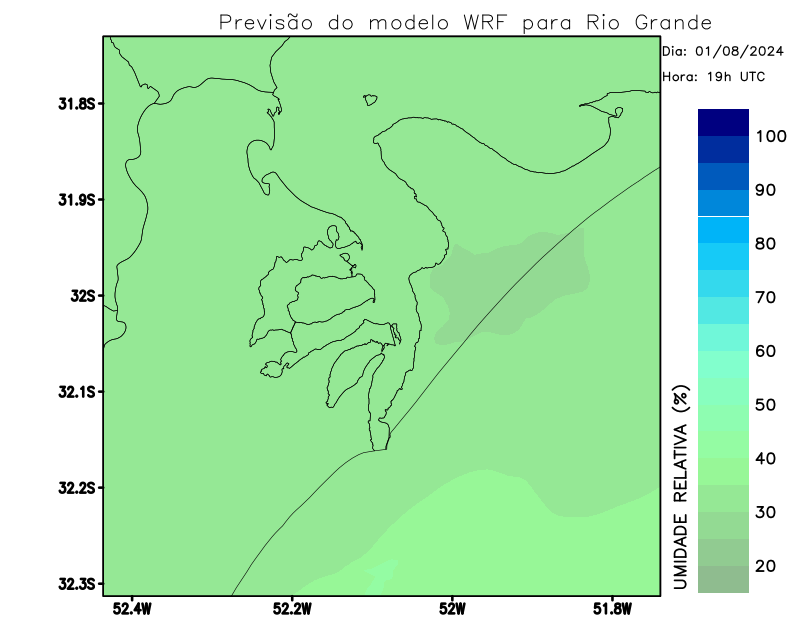 Previsão do modelo WRF para Rio Grande
Dia: 01/08/2024
Hora: 19h UTC
31.8S
31.9S
32S
32.1S
32.2S
32.3S
52.4W
52.2W
52W
51.8W
100
90
80
70
60
50
40
30
20
UMIDADE RELATIVA (%)